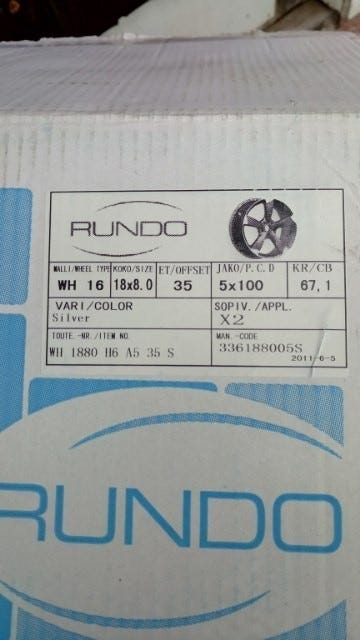 RUNDO
MALLI/WHEEL TYPE KOKO/SIZE ET/OFFSET JAKO/P.C.D KR/CB
WH 16 18x8.0 35 5x100 67,1
VARI/COLOR SOPIV./APPL.
Silver X2
TOUTE.-NR./ITEM NO. MAN.-CODE
WH 1880 H6 A5 35 S 336188005S
2011-6-5
RUNDO